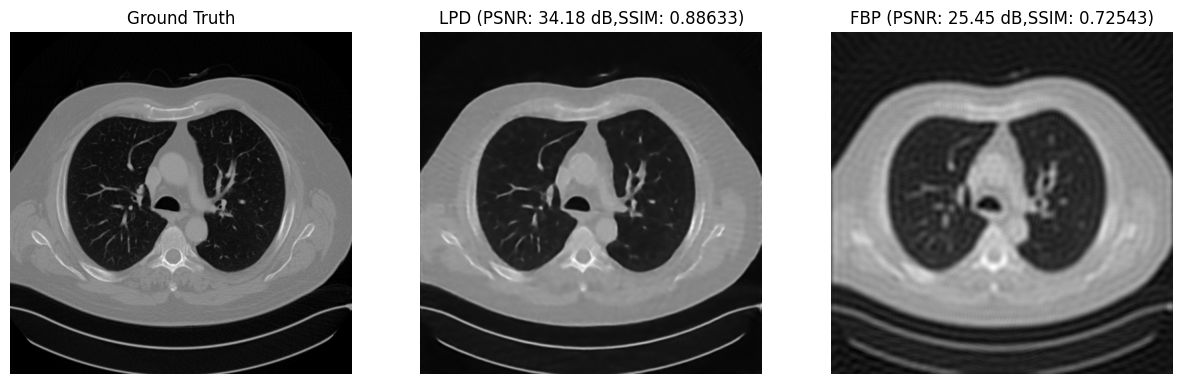 Ground Truth
LPD (PSNR: 34.18 dB,SSIM: 0.88633)
FBP (PSNR: 25.45 dB,SSIM: 0.72543)